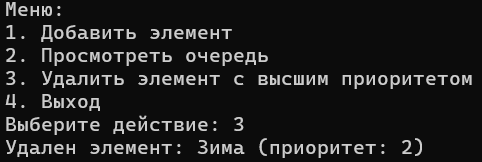 Меню:
1. Добавить элемент
2. Просмотреть очередь
3. Удалить элемент с высшим приоритетом
4. Выход
Выберите действие: 3
Удален элемент: Зима (приоритет: 2)